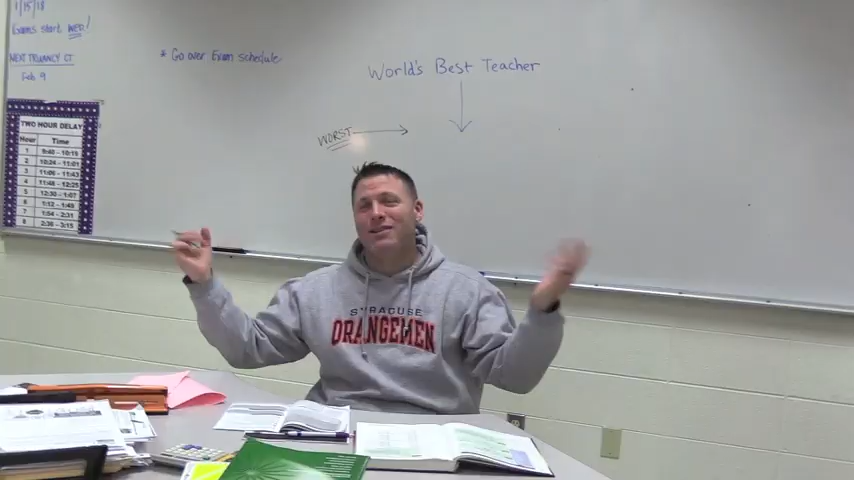 1/15/18
Exams start WED!
NEXT TRUANCY CT
Feb 9
* Go over Exam schedule
World's Best Teacher
WORST
TWO HOUR DELAY
Hour Time
1 9:40 - 10:19
2 10:24 - 11:01
3 11:06 - 11:43
4 11:48 - 12:25
5 12:30 - 1:07
6 1:12 - 1:49
7 1:54 - 2:31
8 2:36 - 3:15
SYRACUSE
ORANGEMEN